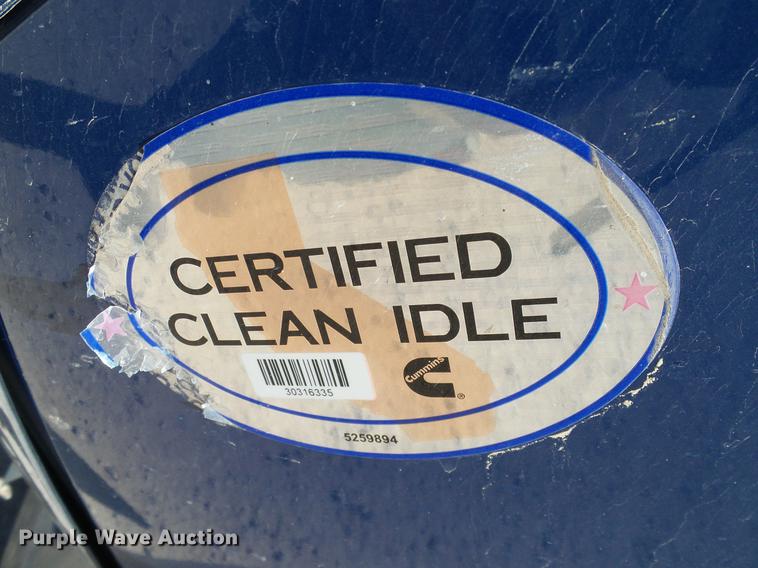 CERTIFIED
CLEAN IDLE
30316335
Cummins
®
5259894
Purple Wave Auction